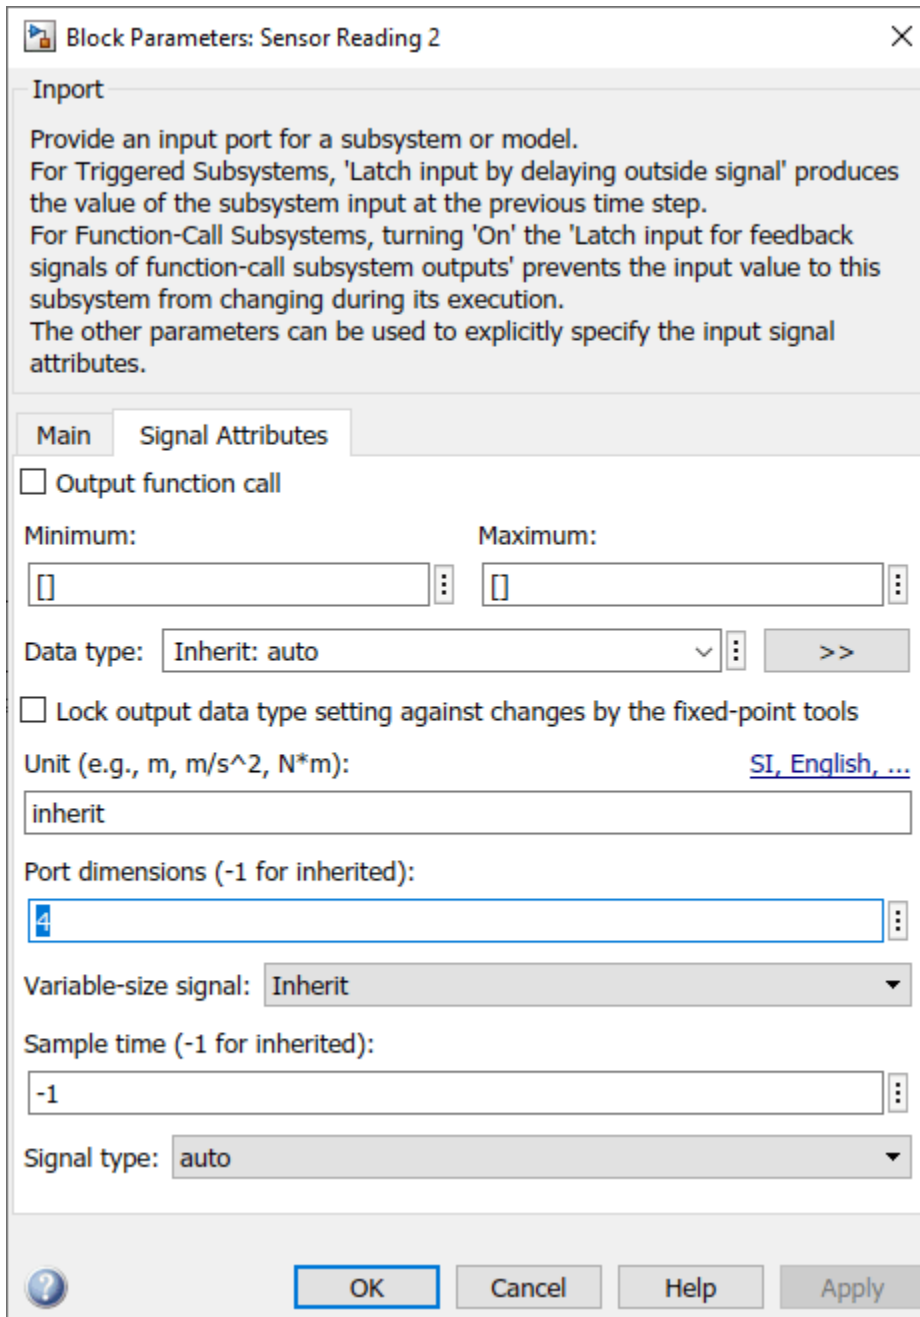 Block Parameters: Sensor Reading 2
Inport
Provide an input port for a subsystem or model.
For Triggered Subsystems, 'Latch input by delaying outside signal' produces
the value of the subsystem input at the previous time step.
For Function-Call Subsystems, turning 'On' the 'Latch input for feedback
signals of function-call subsystem outputs' prevents the input value to this
subsystem from changing during its execution.
The other parameters can be used to explicitly specify the input signal
attributes.
Main Signal Attributes
Output function call
Minimum: Maximum:
[] []
Data type: Inherit: auto >>
Lock output data type setting against changes by the fixed-point tools
Unit (e.g., m, m/s^2, N*m): SI, English, ...
inherit
Port dimensions (-1 for inherited):
4
Variable-size signal: Inherit
Sample time (-1 for inherited):
-1
Signal type: auto
? OK Cancel Help Apply